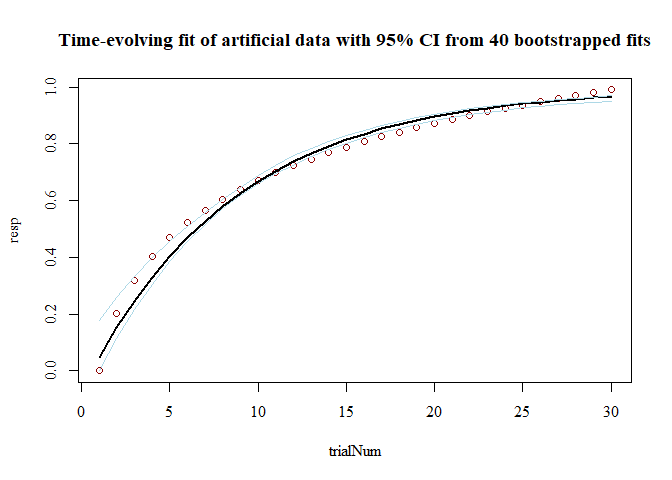 Time-evolving fit of artificial data with 95% CI from 40 bootstrapped fits
1.0
0.8
0.6
0.4
0.2
0.0
resp
0 5 10 15 20 25 30
trialNum